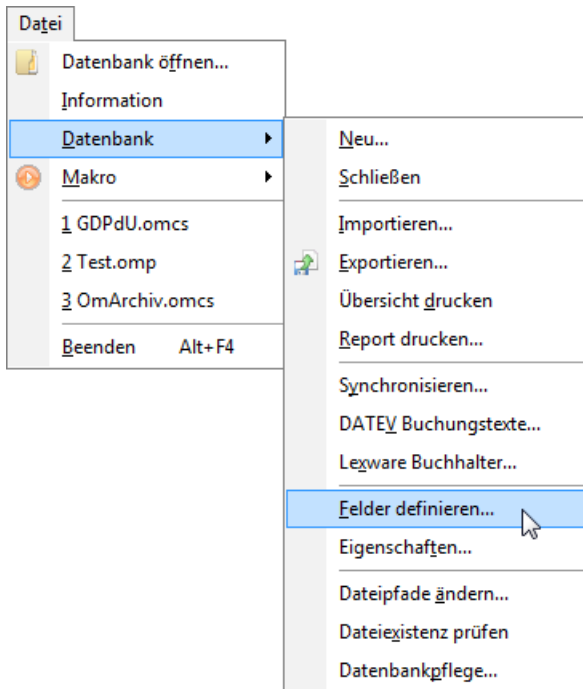 Datei
Datenbank öffnen...
Information
Datenbank
Makro
1 GDPdU.omcs
2 Test.omp
3 OmArchiv.omcs
Beenden Alt+F4
Neu...
Schließen
Importieren...
Exportieren...
Übersicht drucken
Report drucken...
Synchronisieren...
DATEV Buchungstexte...
Lexware Buchhalter...
Felder definieren...
Eigenschaften...
Dateipfade ändern...
Dateiexistenz prüfen
Datenbankpflege...